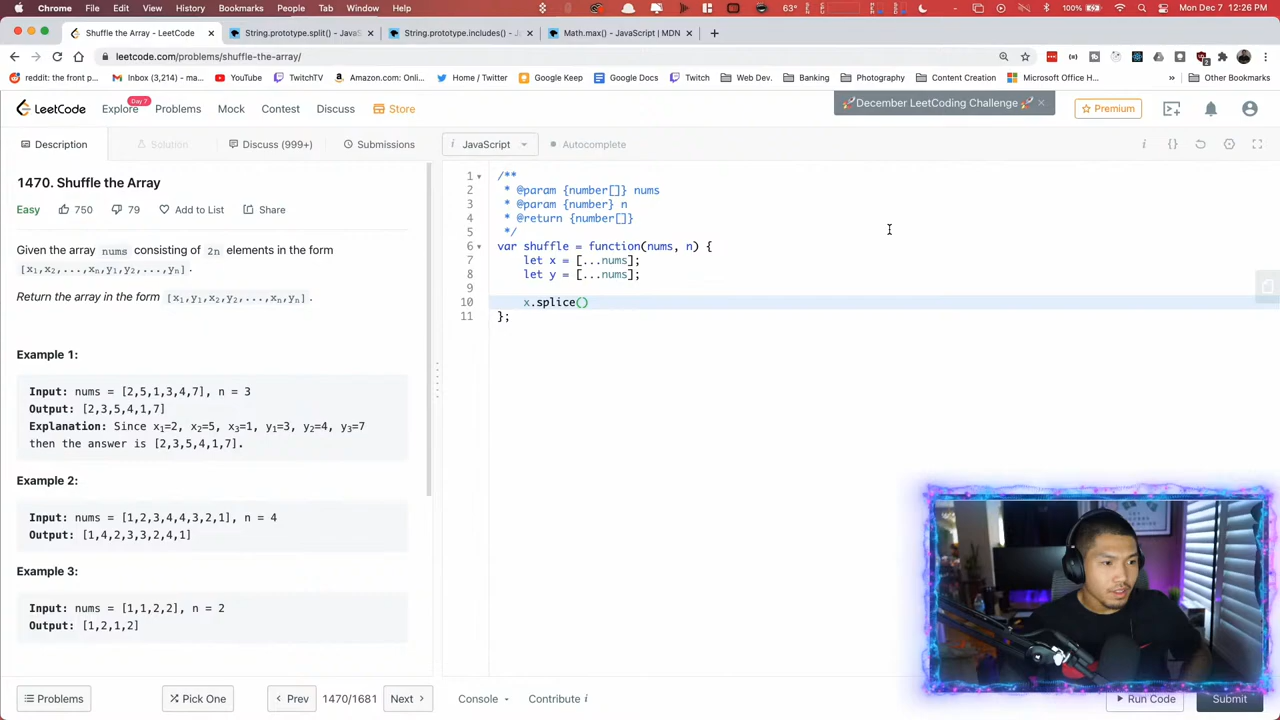 Chrome File Edit View History Bookmarks People Tab Window Help
63°
100%
Mon Dec 7 12:26 PM
Shuffle the Array - LeetCode
String.prototype.split() - JavaS
String.prototype.includes() - J
Math.max() - JavaScript | MDN
leetcode.com/problems/shuffle-the-array/
reddit: the front p...
Inbox (3,214) - ma...
YouTube
TwitchTV
Amazon.com: Onli...
Home / Twitter
Google Keep
Google Docs
Twitch
Web Dev.
Banking
Photography
Content Creation
Microsoft Office H...
»
Other Bookmarks
LeetCode
Explore
Day 7
Problems
Mock
Contest
Discuss
Store
🚀December LeetCoding Challenge 🚀 ×
Premium
Description
Solution
Discuss (999+)
Submissions
i JavaScript
Autocomplete
1470. Shuffle the Array
Easy 750 79 Add to List Share
Given the array nums consisting of 2n elements in the form
[x1,x2,...,xn,y1,y2,...,yn].
Return the array in the form [x1,y1,x2,y2,...,xn,yn].
Example 1:
Input: nums = [2,5,1,3,4,7], n = 3
Output: [2,3,5,4,1,7]
Explanation: Since x1=2, x2=5, x3=1, y1=3, y2=4, y3=7
then the answer is [2,3,5,4,1,7].
Example 2:
Input: nums = [1,2,3,4,4,3,2,1], n = 4
Output: [1,4,2,3,3,2,4,1]
Example 3:
Input: nums = [1,1,2,2], n = 2
Output: [1,2,1,2]
1 /**
2 * @param {number[]} nums
3 * @param {number} n
4 * @return {number[]}
5 */
6 var shuffle = function(nums, n) {
7 let x = [...nums];
8 let y = [...nums];
9
10 x.splice()
11 };
Problems
Pick One
Prev
Next
Console
Contribute i
Run Code
Submit